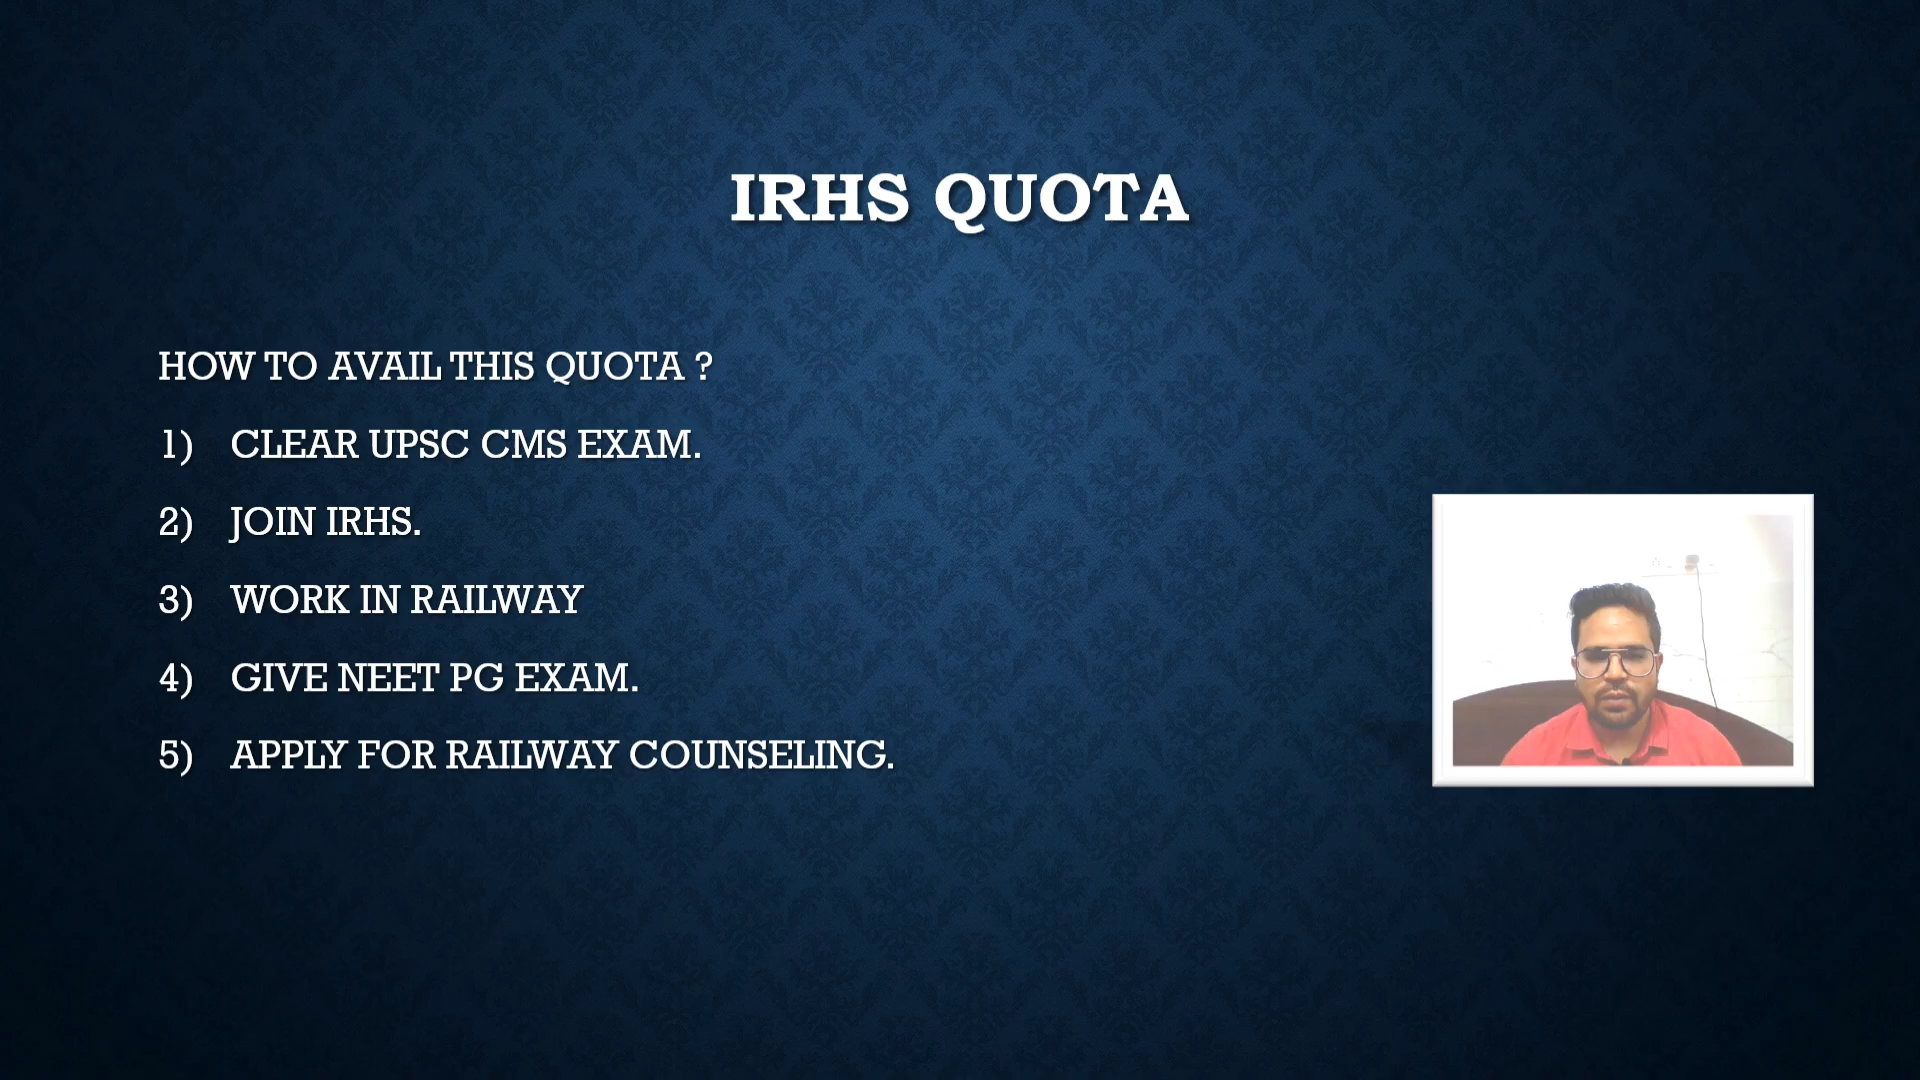 IRHS QUOTA
HOW TO AVAIL THIS QUOTA ?
1) CLEAR UPSC CMS EXAM.
2) JOIN IRHS.
3) WORK IN RAILWAY
4) GIVE NEET PG EXAM.
5) APPLY FOR RAILWAY COUNSELING.